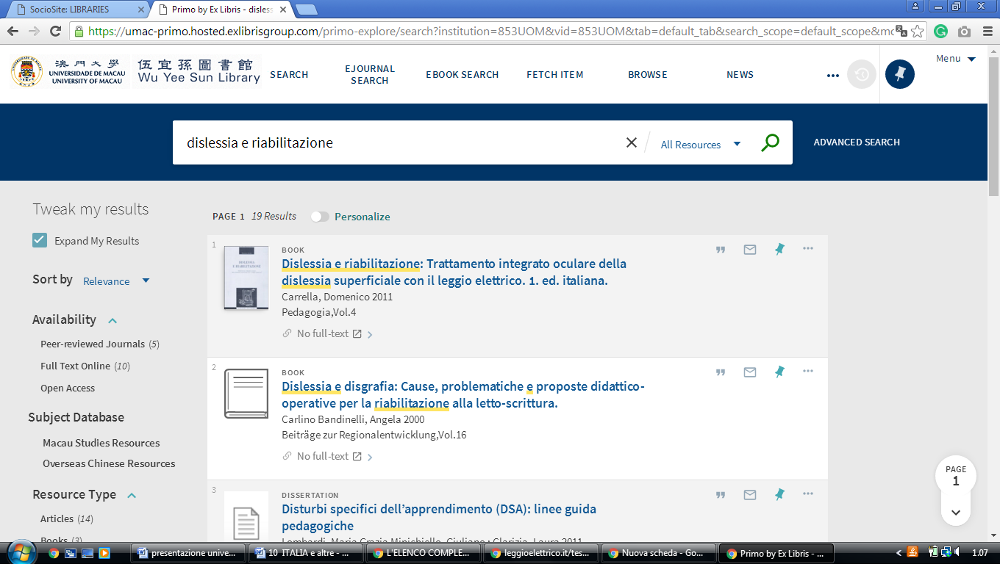 SocioSite: LIBRARIES
Primo by Ex Libris - disless
https://umac-primo.hosted.exlibrisgroup.com/primo-explore/search?institution=853UOM&vid=853UOM&tab=default_tab&search_scope=default_scope&mo
澳門大學
UNIVERSIDADE DE MACAU
UNIVERSITY OF MACAU
伍宜孫圖書館
Wu Yee Sun Library
SEARCH
EJOURNAL
SEARCH
EBOOK SEARCH
FETCH ITEM
BROWSE
NEWS
Menu
dislessia e riabilitazione
All Resources
ADVANCED SEARCH
Tweak my results
Expand My Results
Sort by Relevance
Availability
Peer-reviewed Journals (5)
Full Text Online (10)
Open Access
Subject Database
Macau Studies Resources
Overseas Chinese Resources
Resource Type
Articles (14)
Books (3)
PAGE 1 19 Results Personalize
1
DISLESSIA
E RIABILITAZIONE
BOOK
Dislessia e riabilitazione: Trattamento integrato oculare della
dislessia superficiale con il leggio elettrico. 1. ed. italiana.
Carrella, Domenico 2011
Pedagogia,Vol.4
No full-text
2
BOOK
Dislessia e disgrafia: Cause, problematiche e proposte didattico-
operative per la riabilitazione alla letto-scrittura.
Carlino Bandinelli, Angela 2000
Beiträge zur Regionalentwicklung,Vol.16
No full-text
3
DISSERTATION
Disturbi specifici dell'apprendimento (DSA): linee guida
pedagogiche
Lombardi, Maria Grazia Minichiello, Giuliano ; Clarizia, Laura 2011
PAGE
1
presentazione unive...
10 ITALIA e altre - ...
L'ELENCO COMPLE...
leggioelettrico.it/tes...
Nuova scheda - Go...
Primo by Ex Libris - ...
1.07